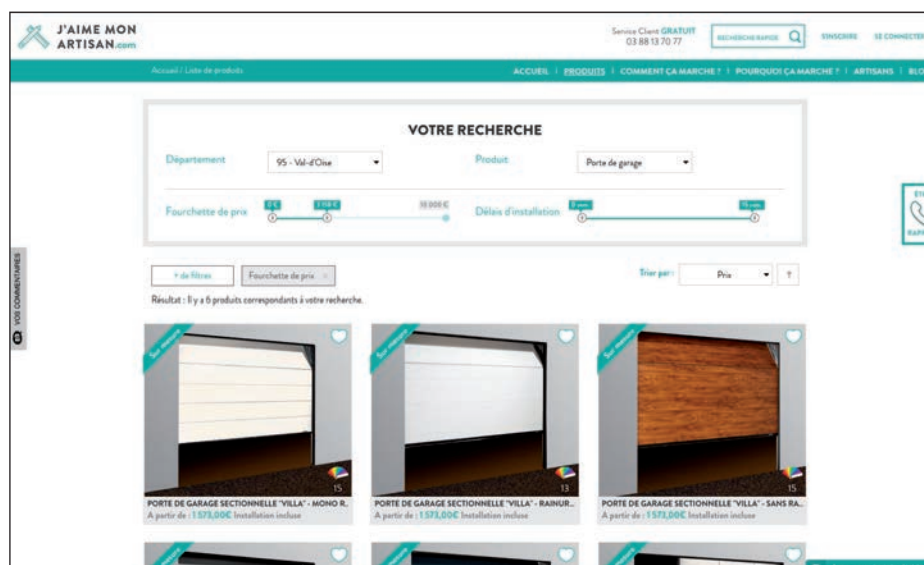 J'AIME MON
ARTISAN.com
Service Client GRATUIT
03 88 13 70 77
RECHERCHE RAPIDE
S'INSCRIRE
SE CONNECTER
Accueil / Liste de produits
ACCUEIL | PRODUITS | COMMENT ÇA MARCHE ? | POURQUOI ÇA MARCHE ? | ARTISANS | BLO
VOTRE RECHERCHE
Département
95 - Val-d'Oise
Produit
Porte de garage
Fourchette de prix
0 €
10 000 €
Délais d'installation
+ de filtres
Fourchette de prix ×
Trier par :
Prix
Résultat : Il y a 6 produits correspondants à votre recherche.
VOS COMMENTAIRES
Sur mesure
Sur mesure
Sur mesure
15
13
15
PORTE DE GARAGE SECTIONNELLE "VILLA" - MONO R..
A partir de : 1 573,00€ Installation incluse
PORTE DE GARAGE SECTIONNELLE "VILLA" - RAINUR...
A partir de : 1 573,00€ Installation incluse
PORTE DE GARAGE SECTIONNELLE "VILLA" - SANS RA...
A partir de : 1 573,00€ Installation incluse